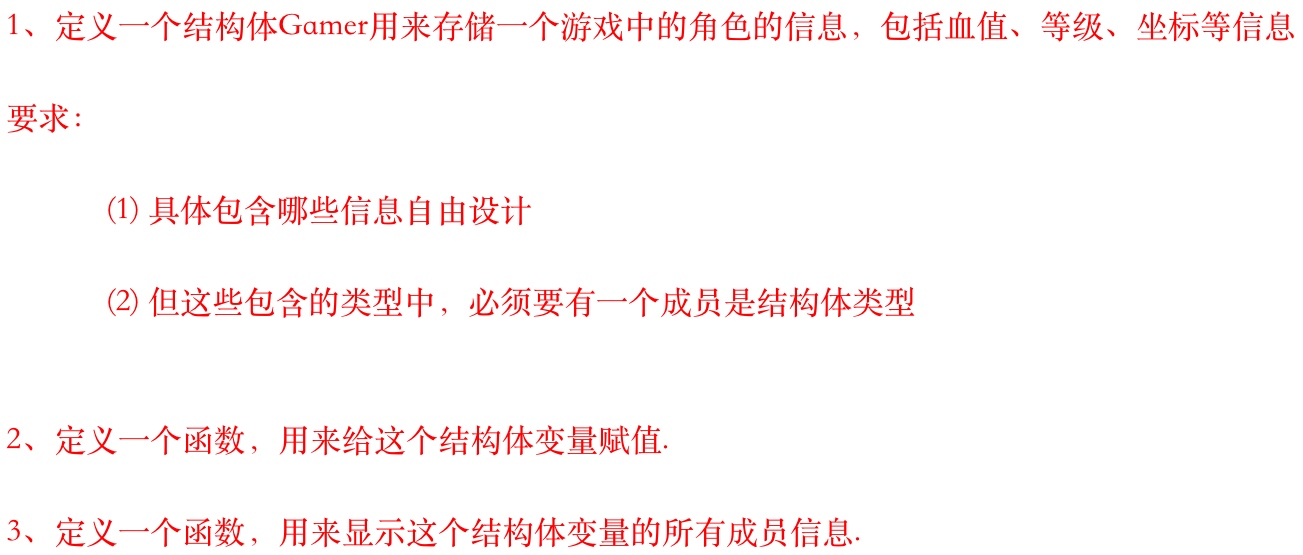 1、定义一个结构体Gamer用来存储一个游戏中的角色的信息，包括血值、等级、坐标等信息
要求：
(1) 具体包含哪些信息自由设计
(2) 但这些包含的类型中，必须要有一个成员是结构体类型
2、定义一个函数，用来给这个结构体变量赋值.
3、定义一个函数，用来显示这个结构体变量的所有成员信息.